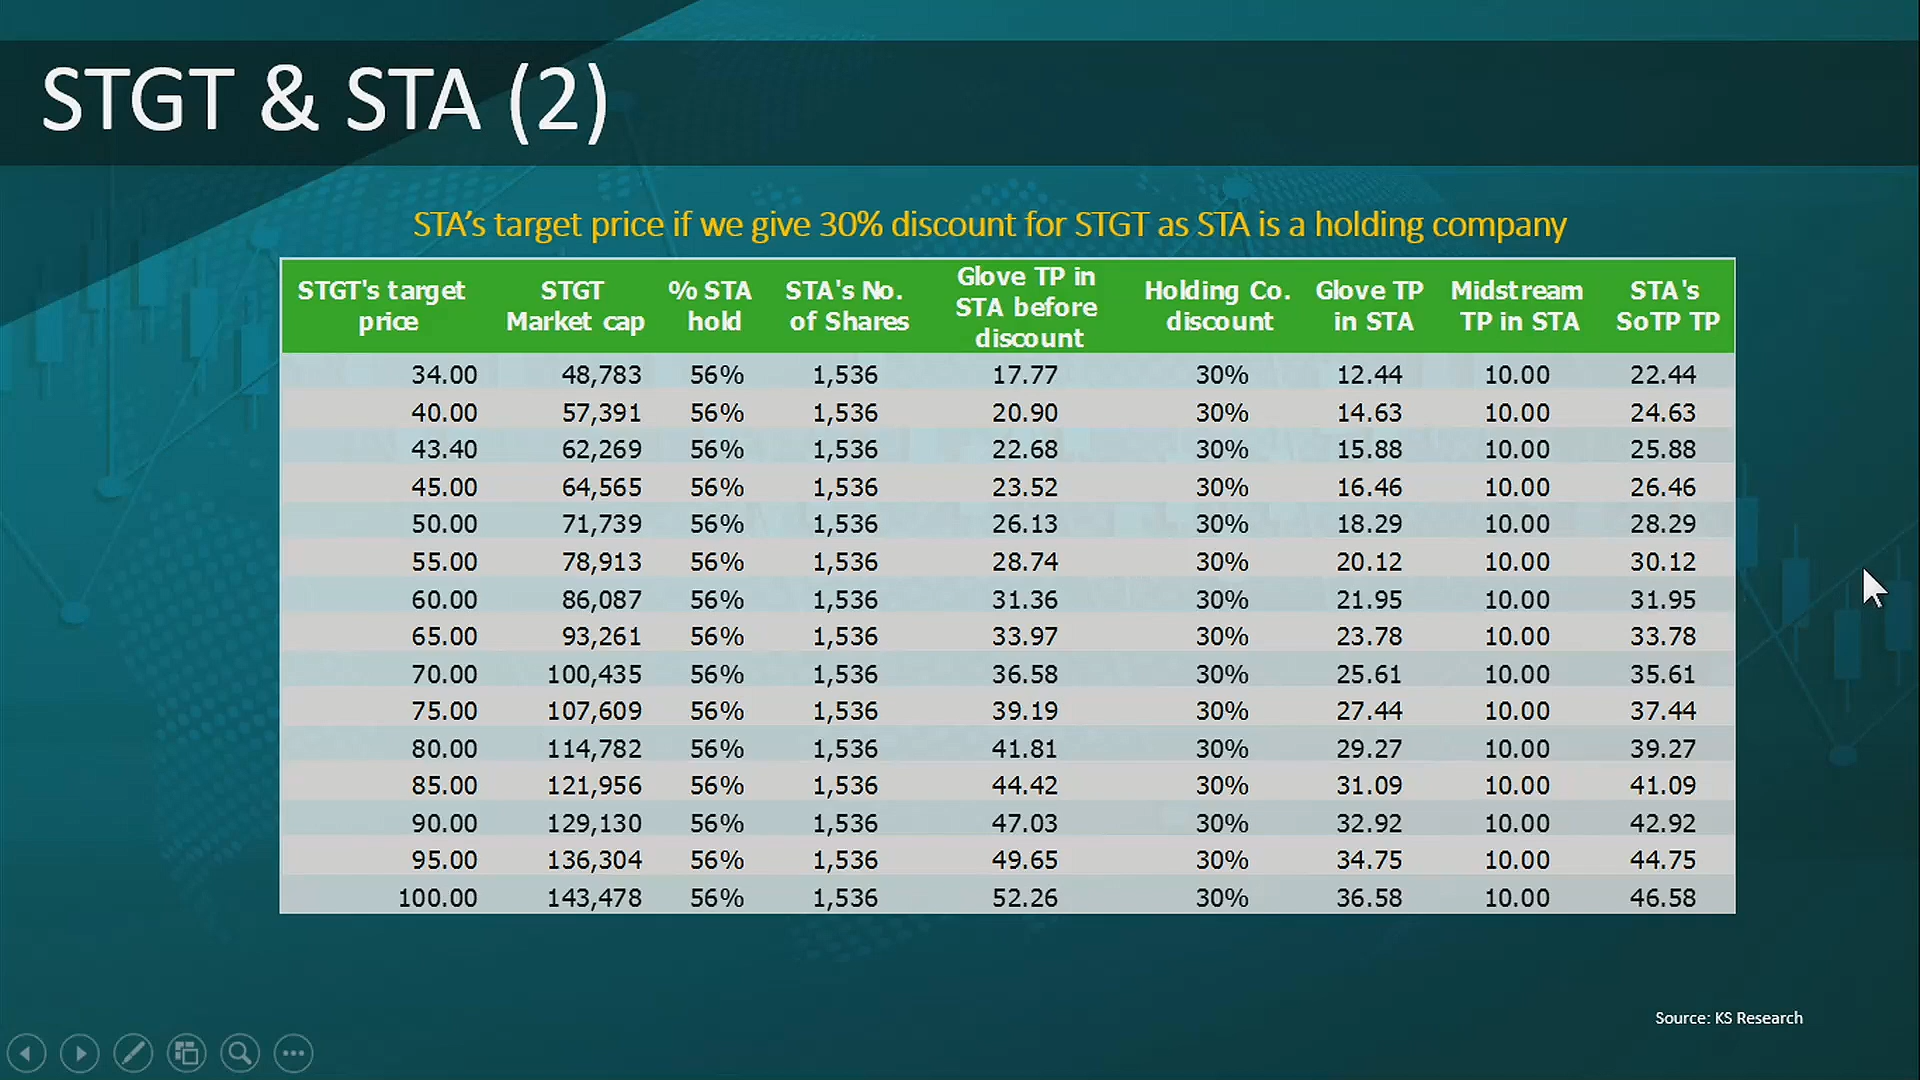 STGT & STA (2)
STA’s target price if we give 30% discount for STGT as STA is a holding company
STGT's target price STGT Market cap % STA hold STA's No. of Shares Glove TP in STA before discount Holding Co. discount Glove TP in STA Midstream TP in STA STA's SoTP TP
34.00 48,783 56% 1,536 17.77 30% 12.44 10.00 22.44
40.00 57,391 56% 1,536 20.90 30% 14.63 10.00 24.63
43.40 62,269 56% 1,536 22.68 30% 15.88 10.00 25.88
45.00 64,565 56% 1,536 23.52 30% 16.46 10.00 26.46
50.00 71,739 56% 1,536 26.13 30% 18.29 10.00 28.29
55.00 78,913 56% 1,536 28.74 30% 20.12 10.00 30.12
60.00 86,087 56% 1,536 31.36 30% 21.95 10.00 31.95
65.00 93,261 56% 1,536 33.97 30% 23.78 10.00 33.78
70.00 100,435 56% 1,536 36.58 30% 25.61 10.00 35.61
75.00 107,609 56% 1,536 39.19 30% 27.44 10.00 37.44
80.00 114,782 56% 1,536 41.81 30% 29.27 10.00 39.27
85.00 121,956 56% 1,536 44.42 30% 31.09 10.00 41.09
90.00 129,130 56% 1,536 47.03 30% 32.92 10.00 42.92
95.00 136,304 56% 1,536 49.65 30% 34.75 10.00 44.75
100.00 143,478 56% 1,536 52.26 30% 36.58 10.00 46.58
Source: KS Research